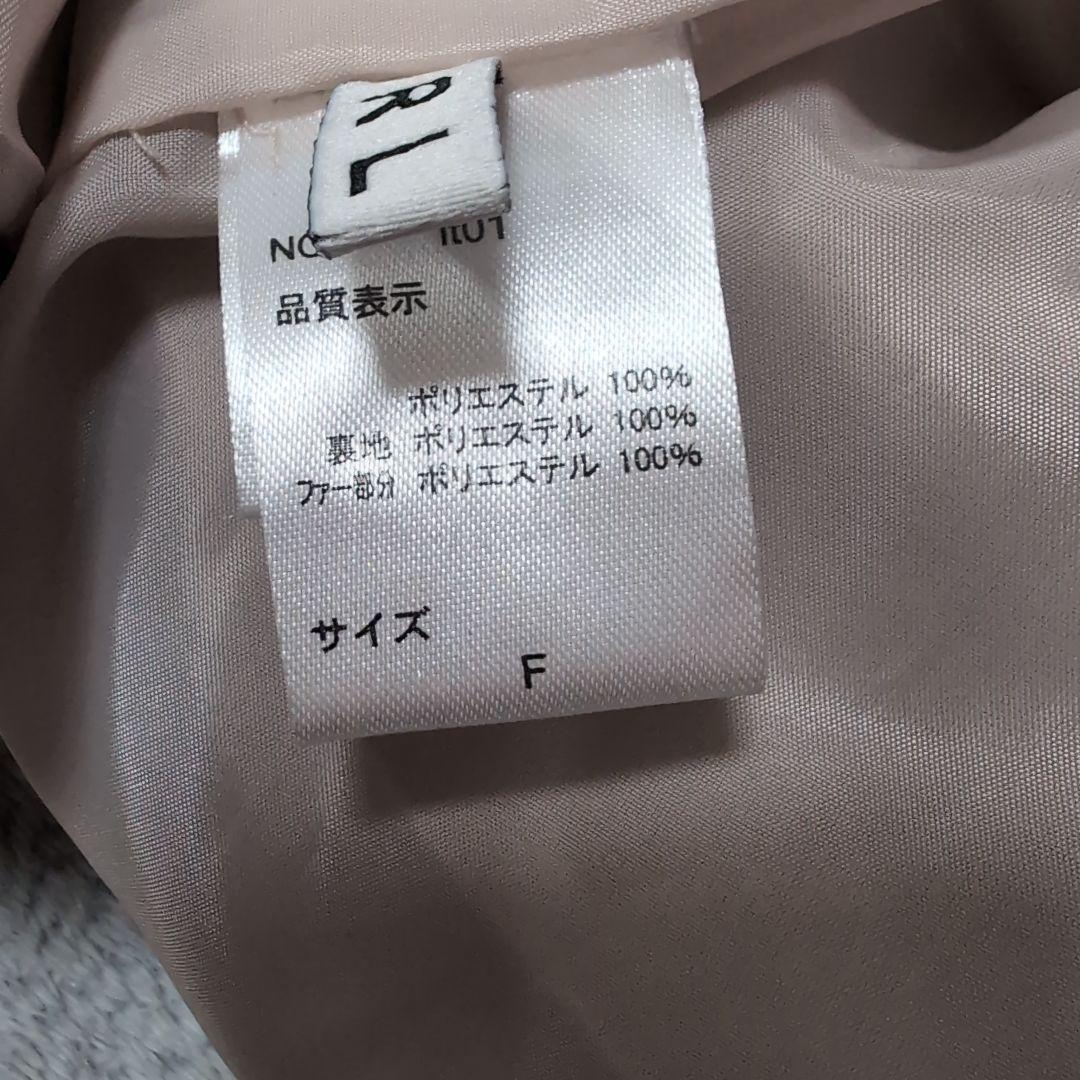 RL
品質表示
ポリエステル 100%
裏地 ポリエステル 100%
ファー部分 ポリエステル 100%
サイズ
F